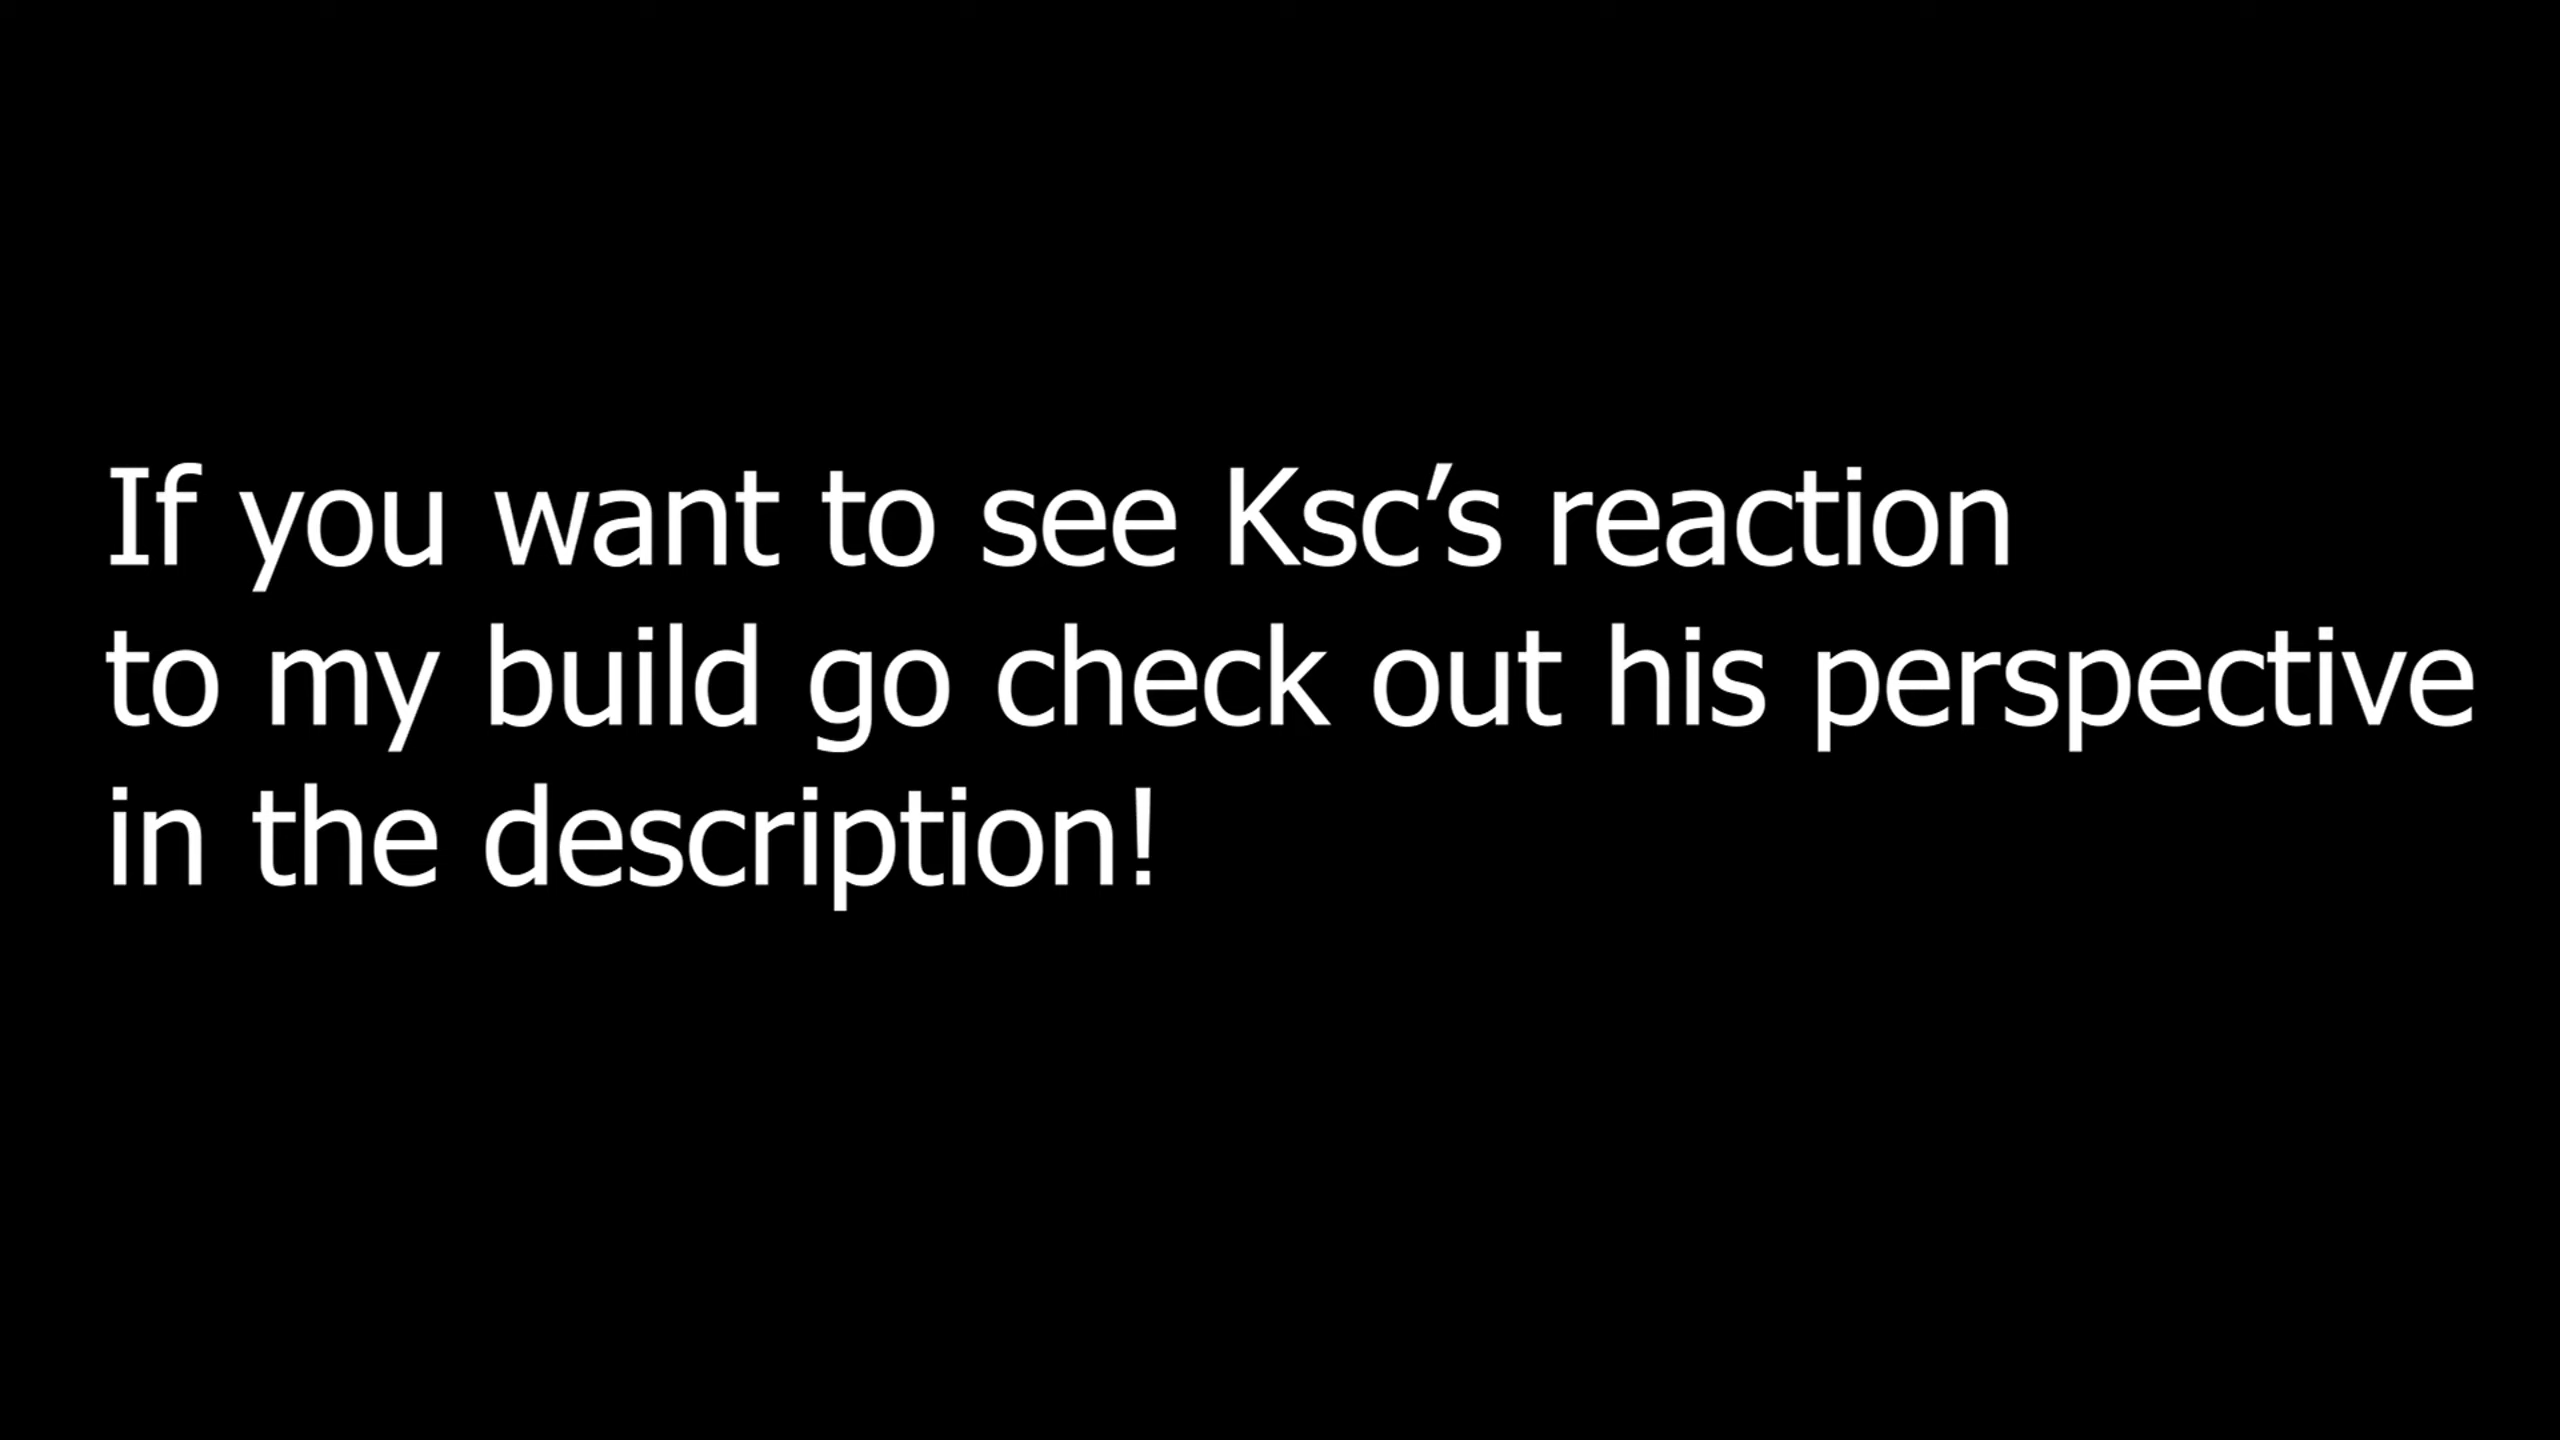 If you want to see Ksc’s reaction
to my build go check out his perspective
in the description!